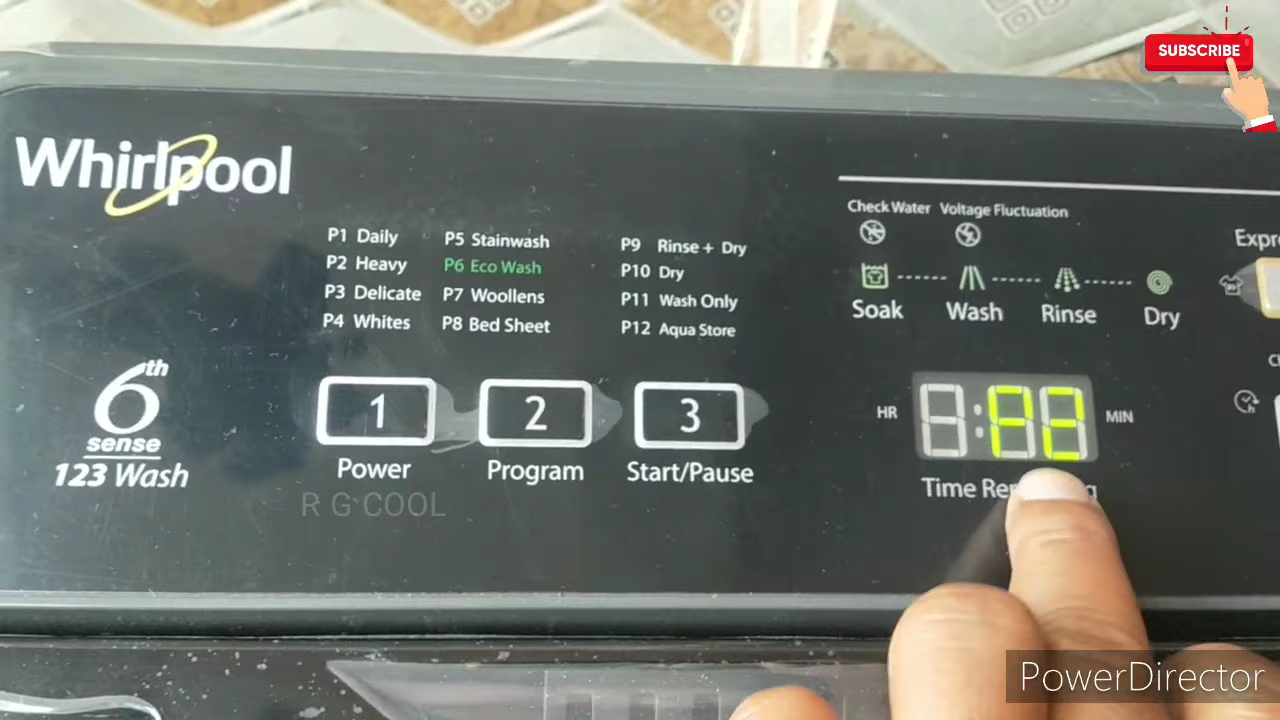 SUBSCRIBE
Whirlpool
P1 Daily
P2 Heavy
P3 Delicate
P4 Whites
P5 Stainwash
P6 Eco Wash
P7 Woollens
P8 Bed Sheet
P9 Rinse + Dry
P10 Dry
P11 Wash Only
P12 Aqua Store
Check Water Voltage Fluctuation
Soak Wash Rinse Dry
6th
sense
123 Wash
1 2 3
Power Program Start/Pause
HR P2 MIN
Time
R G COOL
PowerDirector